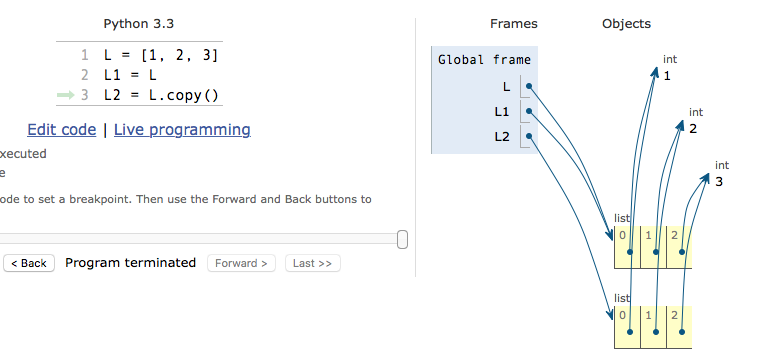 Python 3.3
1 L = [1, 2, 3]
2 L1 = L
3 L2 = L.copy()
Edit code | Live programming
xecuted
e
ode to set a breakpoint. Then use the Forward and Back buttons to
< Back Program terminated Forward > Last >>
Frames Objects
Global frame
L
L1
L2
int
1
int
2
int
3
list
0 1 2
list
0 1 2